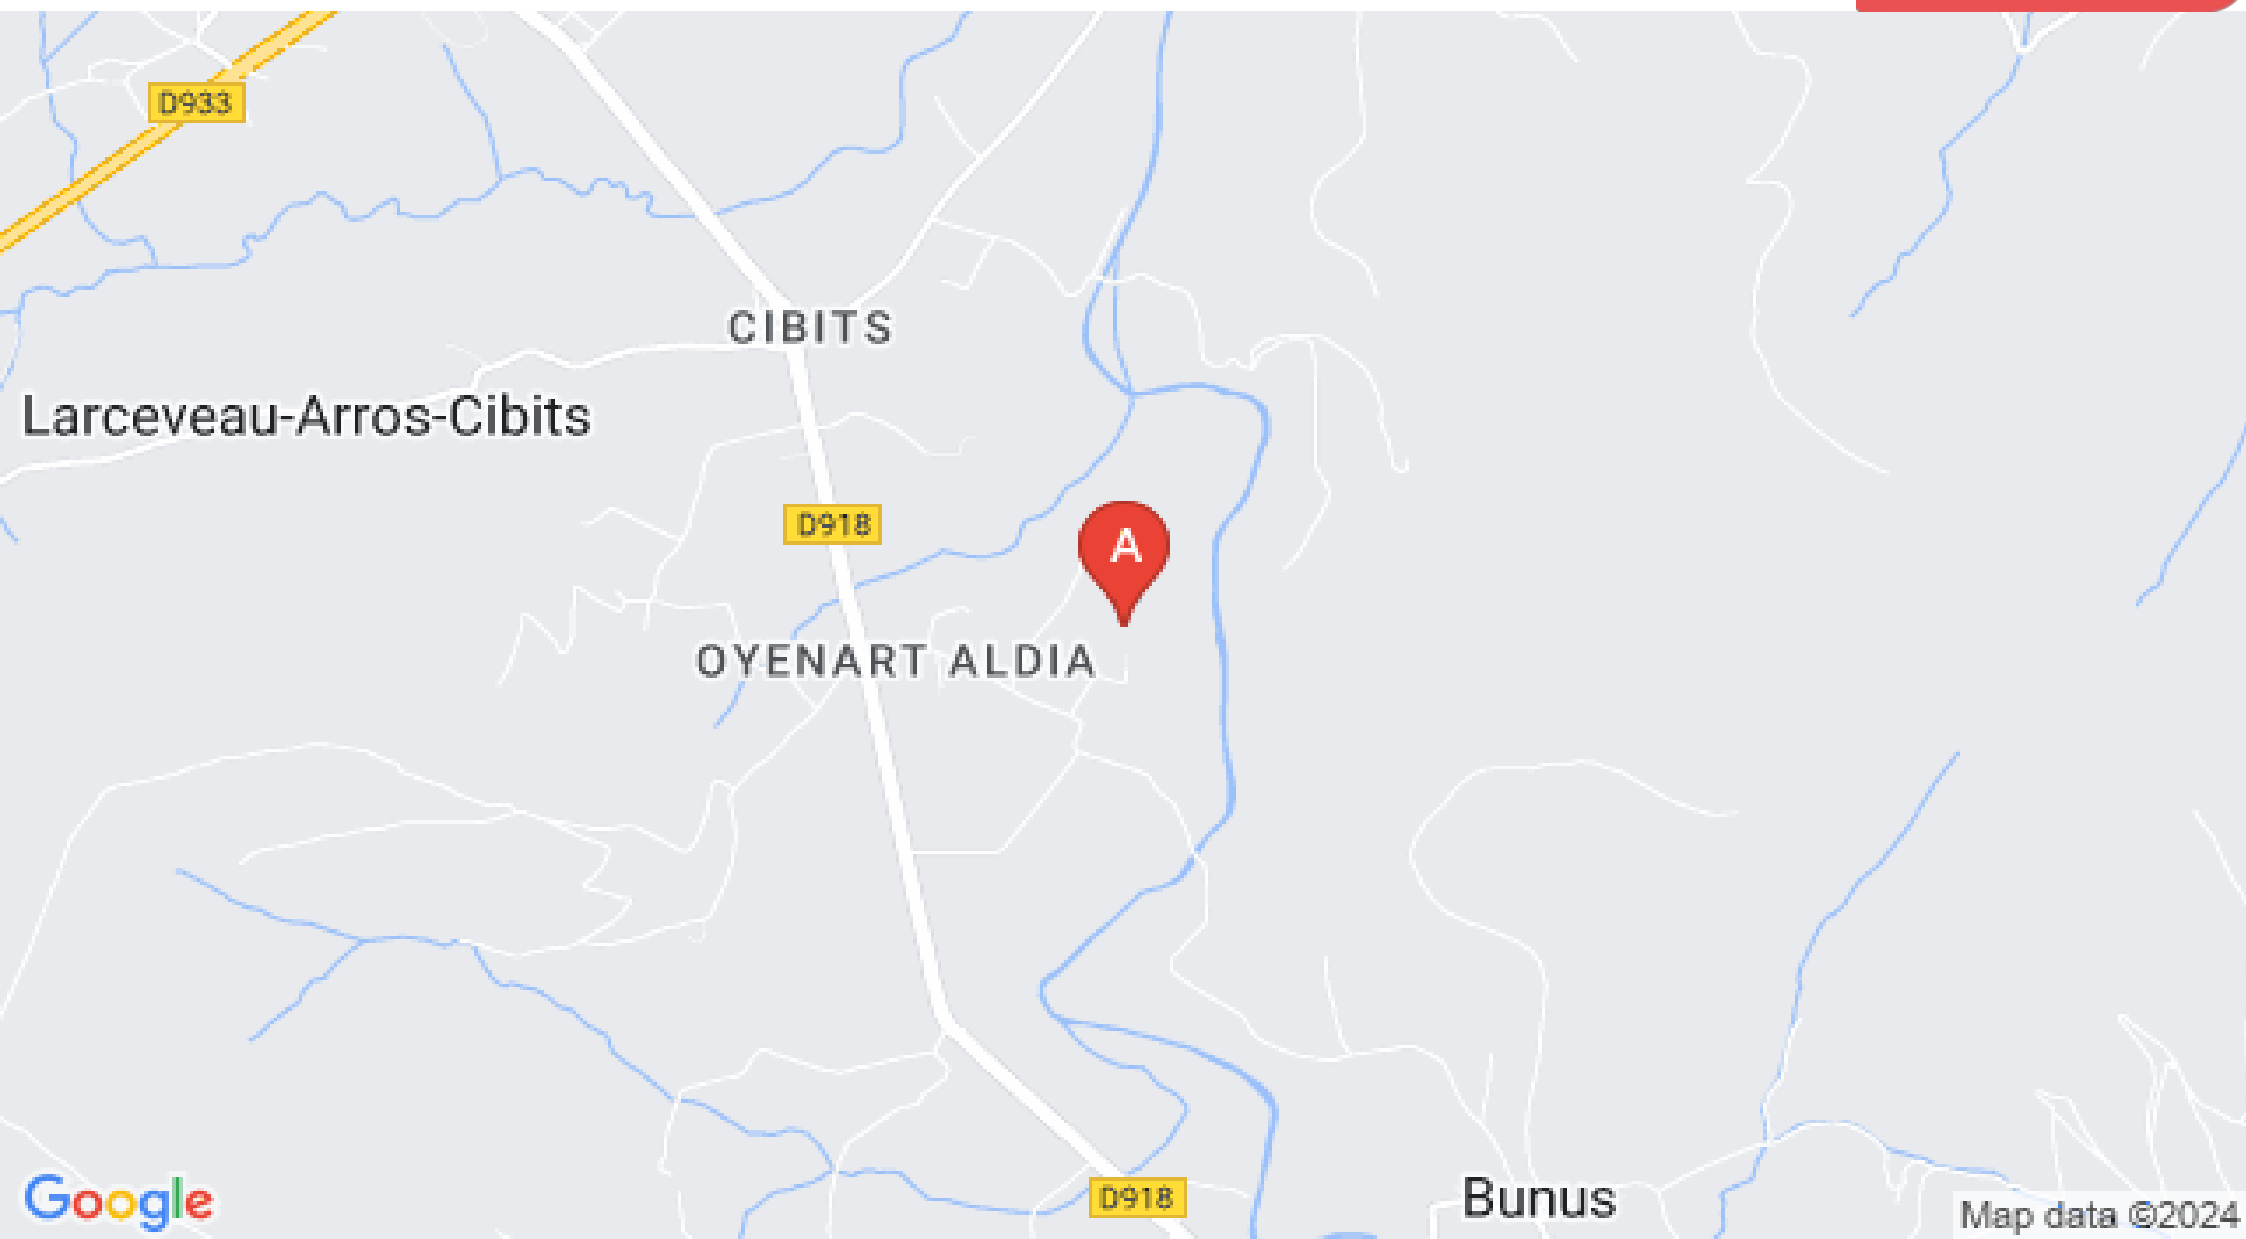 D933
CIBITS
Larceveau-Arros-Cibits
D918
A
OYENART ALDIA
D918
Bunus
Google
Map data ©2024